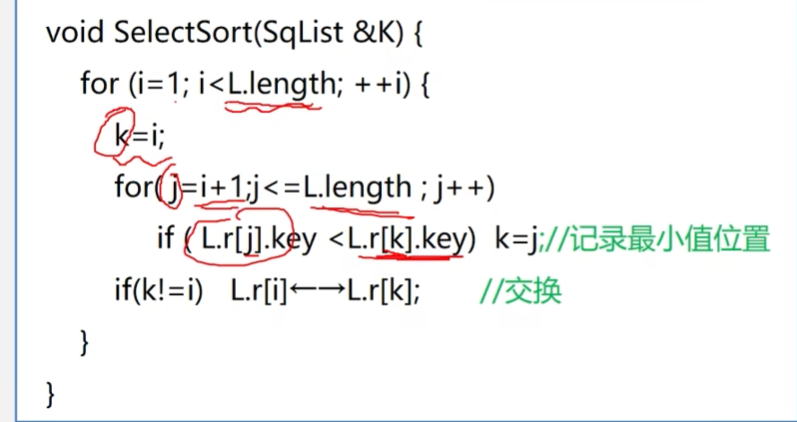 void SelectSort(SqList &K) {
for (i=1; i<L.length; ++i) {
k=i;
for(j=i+1;j<=L.length ; j++)
if ( L.r[j].key <L.r[k].key) k=j;//记录最小值位置
if(k!=i) L.r[i]←→L.r[k]; //交换
}
}